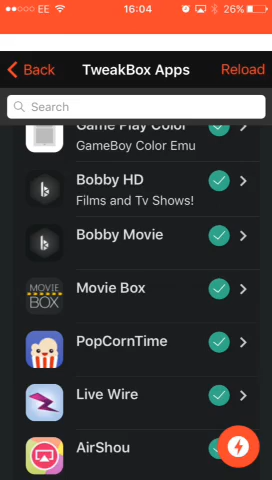 EE 16:04 26%
Back TweakBox Apps Reload
Search
Game Play Color
GameBoy Color Emu
Bobby HD
Films and Tv Shows!
Bobby Movie
MOVIE
BOX
Movie Box
PopCornTime
Live Wire
AirShou